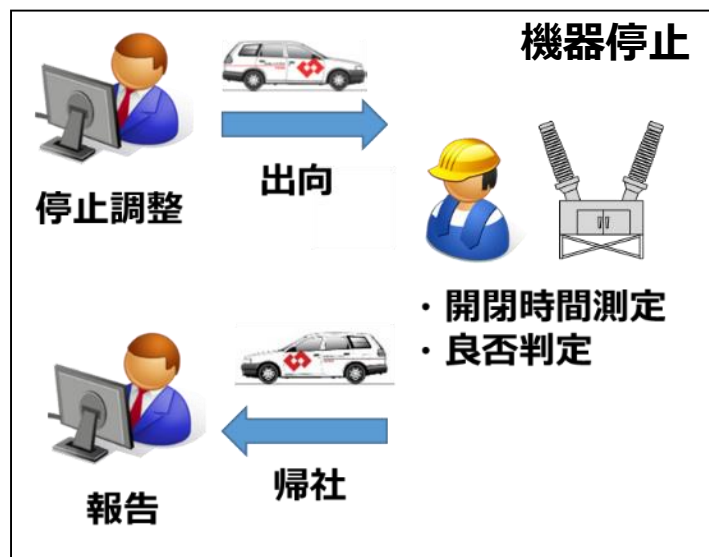 機器停止
停止調整
出向
・開閉時間測定
・良否判定
帰社
報告